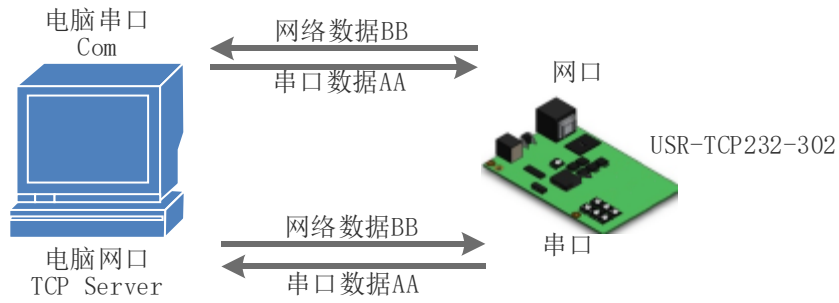 电脑串口
Com
网络数据BB
串口数据AA
网口
USR-TCP232-302
网络数据BB
串口
电脑网口
TCP Server
串口数据AA